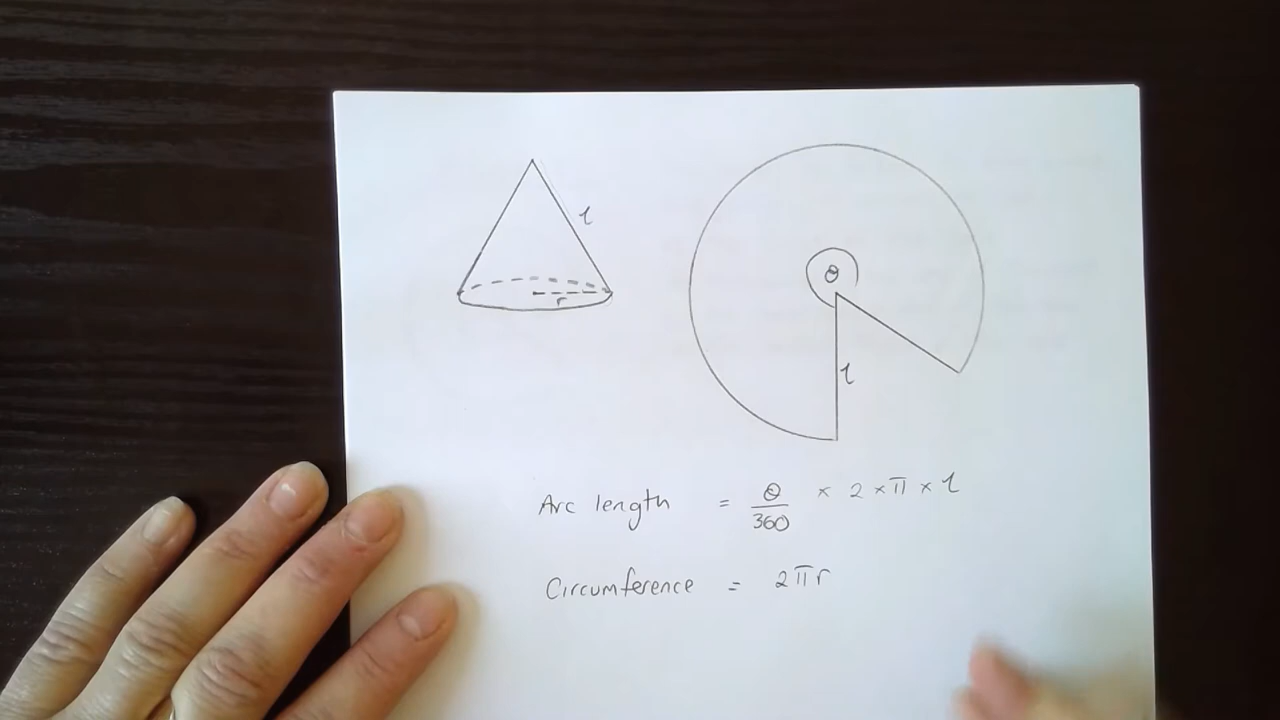 l
r
θ
l
Arc length = θ/360 × 2 × π × l
Circumference = 2πr